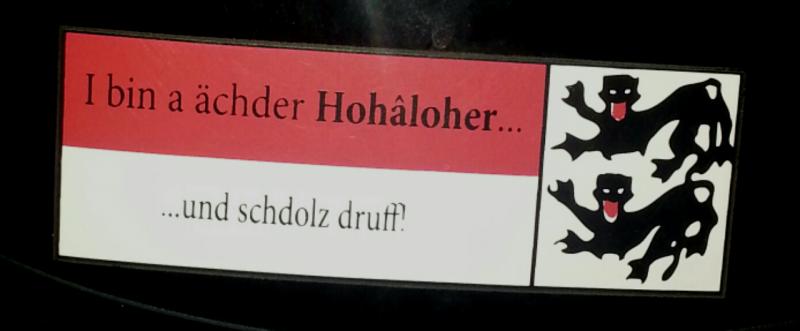 I bin a ächder Hohâloher...
...und schdolz druff!